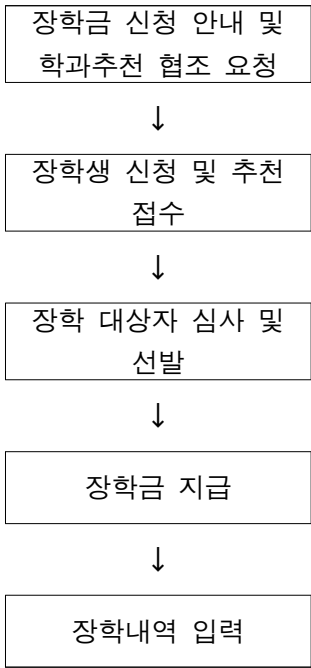 장학금 신청 안내 및
학과추천 협조 요청
↓
장학생 신청 및 추천
접수
↓
장학 대상자 심사 및
선발
↓
장학금 지급
↓
장학내역 입력